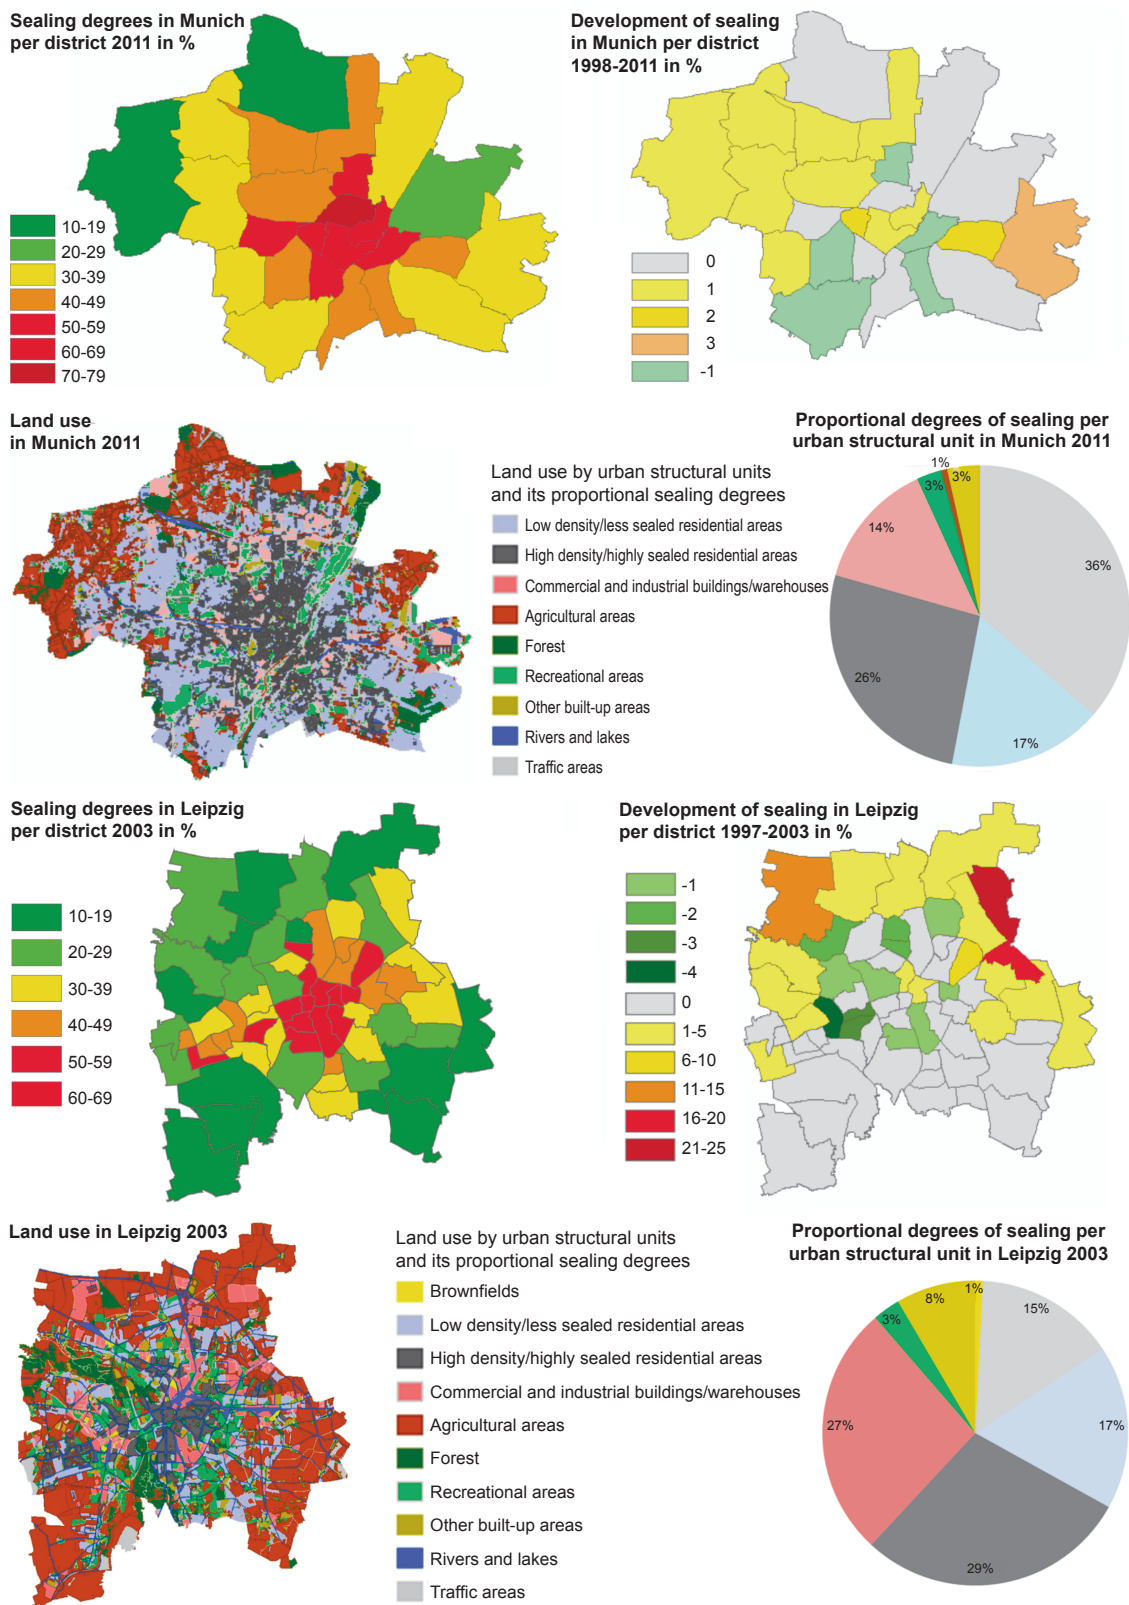 Sealing degrees in Munich
per district 2011 in %
10-19
20-29
30-39
40-49
50-59
60-69
70-79
Development of sealing
in Munich per district
1998-2011 in %
0
1
2
3
-1
Land use
in Munich 2011
Land use by urban structural units
and its proportional sealing degrees
Low density/less sealed residential areas
High density/highly sealed residential areas
Commercial and industrial buildings/warehouses
Agricultural areas
Forest
Recreational areas
Other built-up areas
Rivers and lakes
Traffic areas
Proportional degrees of sealing per
urban structural unit in Munich 2011
1%
3%
3%
14%
36%
26%
17%
Sealing degrees in Leipzig
per district 2003 in %
10-19
20-29
30-39
40-49
50-59
60-69
Development of sealing in Leipzig
per district 1997-2003 in %
-1
-2
-3
-4
0
1-5
6-10
11-15
16-20
21-25
Land use in Leipzig 2003
Land use by urban structural units
and its proportional sealing degrees
Brownfields
Low density/less sealed residential areas
High density/highly sealed residential areas
Commercial and industrial buildings/warehouses
Agricultural areas
Forest
Recreational areas
Other built-up areas
Rivers and lakes
Traffic areas
Proportional degrees of sealing per
urban structural unit in Leipzig 2003
1%
8%
15%
3%
27%
17%
29%